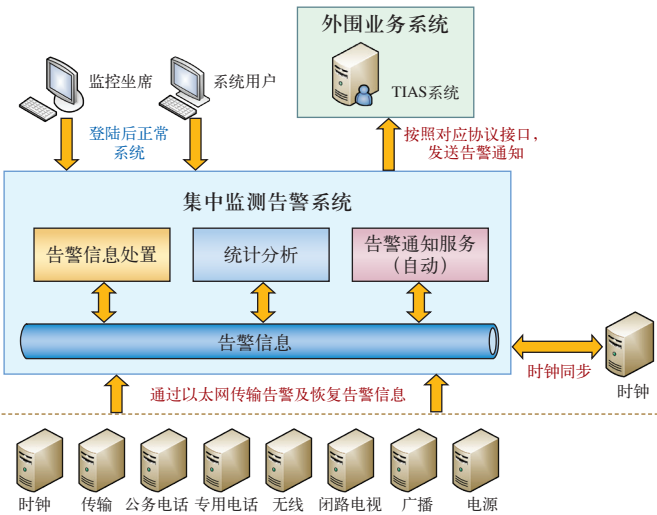 外围业务系统
监控坐席
系统用户
TIAS系统
登陆后正常
系统
按照对应协议接口，
发送告警通知
集中监测告警系统
告警信息处置
统计分析
告警通知服务
（自动）
告警信息
时钟同步
时钟
通过以太网传输告警及恢复告警信息
时钟
传输
公务电话
专用电话
无线
闭路电视
广播
电源